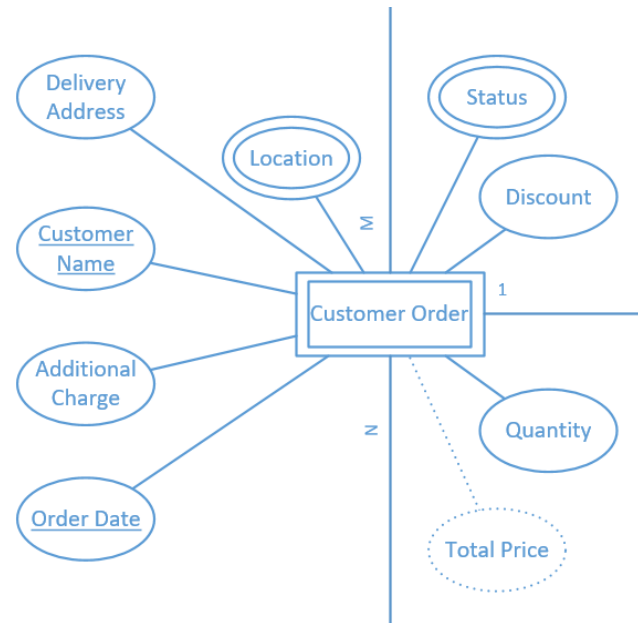 Delivery
Address
Status
Location
Discount
M
Customer
Name
1
Customer Order
Additional
Charge
N
Quantity
Order Date
Total Price